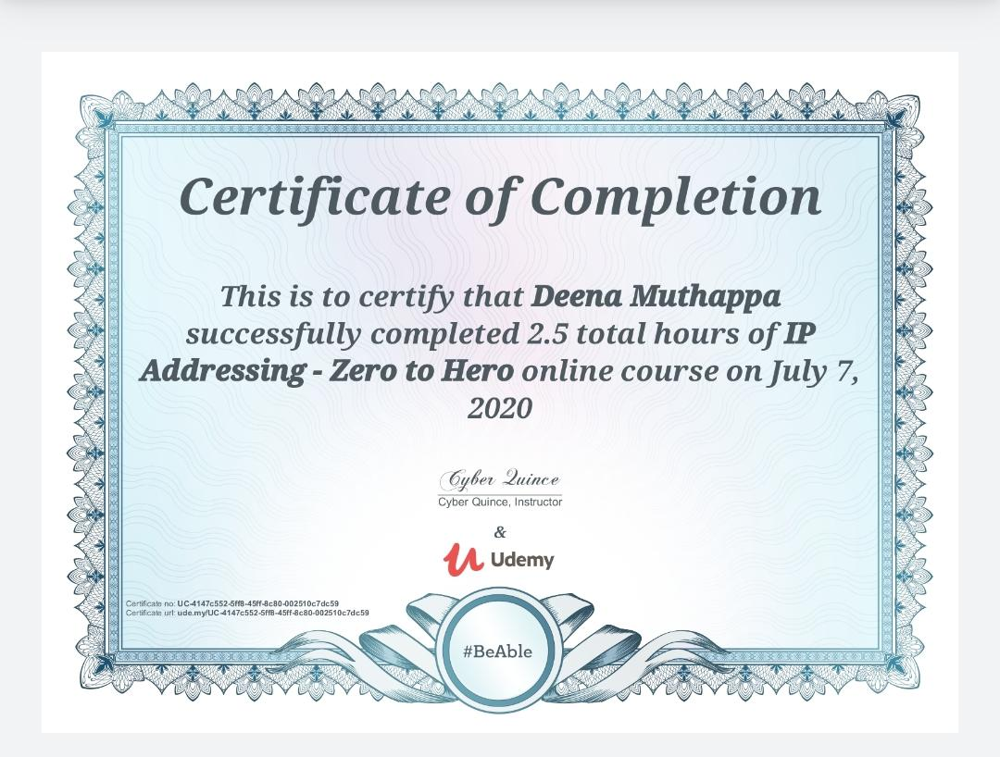 Certificate of Completion
This is to certify that Deena Muthappa
successfully completed 2.5 total hours of IP
Addressing - Zero to Hero online course on July 7,
2020
Cyber Quince
Cyber Quince, Instructor
&
Udemy
Certificate no: UC-4147c552-5ff8-45ff-8c80-002510c7dc59
Certificate url: ude.my/UC-4147c552-5ff8-45ff-8c80-002510c7dc59
#BeAble